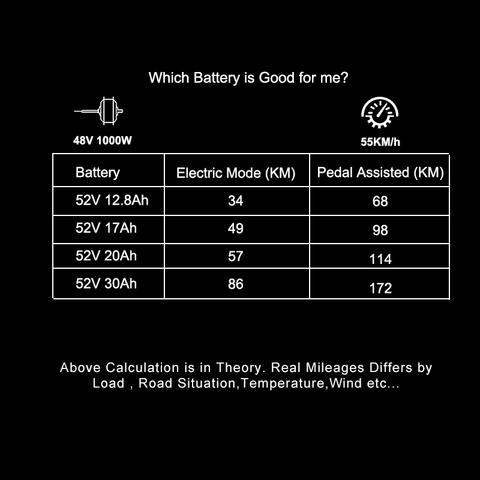 Which Battery is Good for me?
48V 1000W 55KM/h
Battery Electric Mode (KM) Pedal Assisted (KM)
52V 12.8Ah 34 68
52V 17Ah 49 98
52V 20Ah 57 114
52V 30Ah 86 172
Above Calculation is in Theory. Real Mileages Differs by
Load , Road Situation,Temperature,Wind etc...